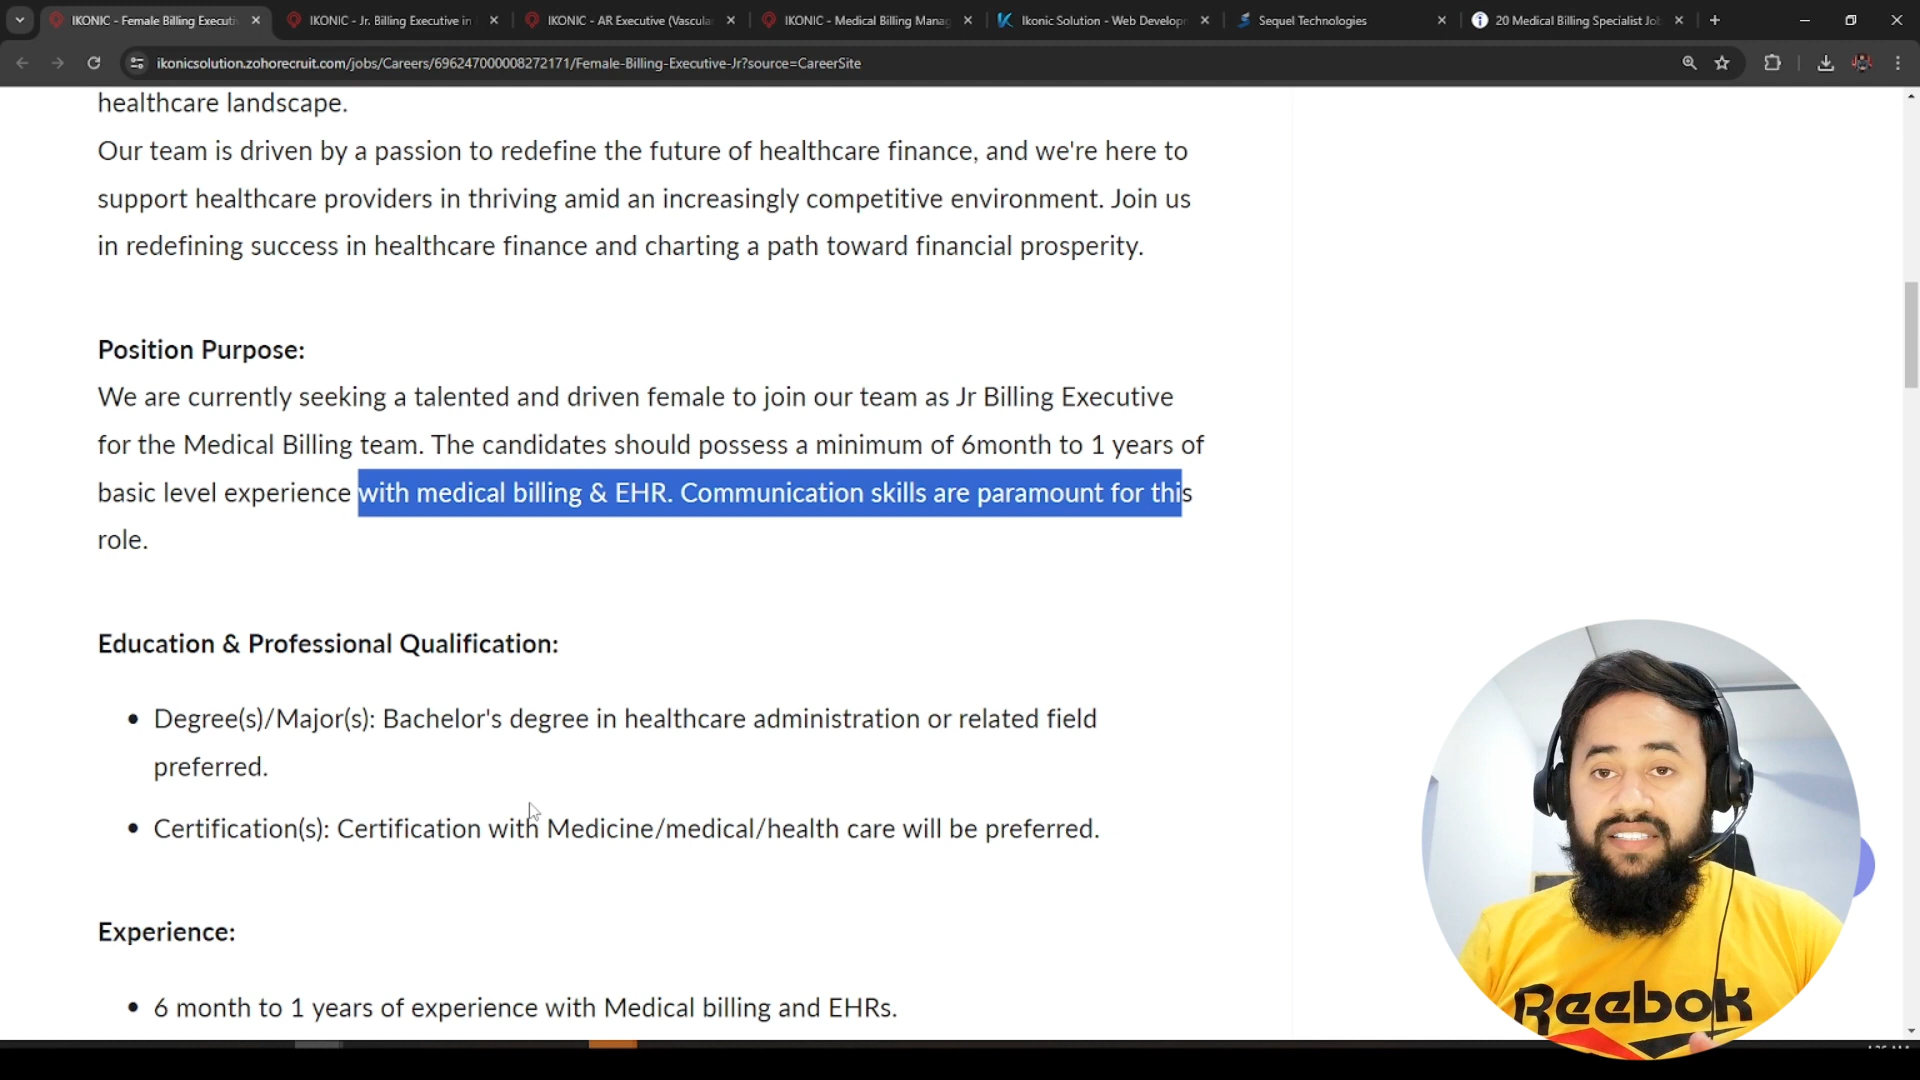 IKONIC - Female Billing Executi
IKONIC - Jr. Billing Executive in
IKONIC - AR Executive (Vascula
IKONIC - Medical Billing Manag
Ikonic Solution - Web Develop
Sequel Technologies
20 Medical Billing Specialist Jo
ikonicsolution.zohorecruit.com/jobs/Careers/696247000008272171/Female-Billing-Executive-Jr?source=CareerSite
healthcare landscape.
Our team is driven by a passion to redefine the future of healthcare finance, and we're here to
support healthcare providers in thriving amid an increasingly competitive environment. Join us
in redefining success in healthcare finance and charting a path toward financial prosperity.
Position Purpose:
We are currently seeking a talented and driven female to join our team as Jr Billing Executive
for the Medical Billing team. The candidates should possess a minimum of 6month to 1 years of
basic level experience with medical billing & EHR. Communication skills are paramount for this
role.
Education & Professional Qualification:
• Degree(s)/Major(s): Bachelor's degree in healthcare administration or related field
preferred.
• Certification(s): Certification with Medicine/medical/health care will be preferred.
Experience:
• 6 month to 1 years of experience with Medical billing and EHRs.
Reebok